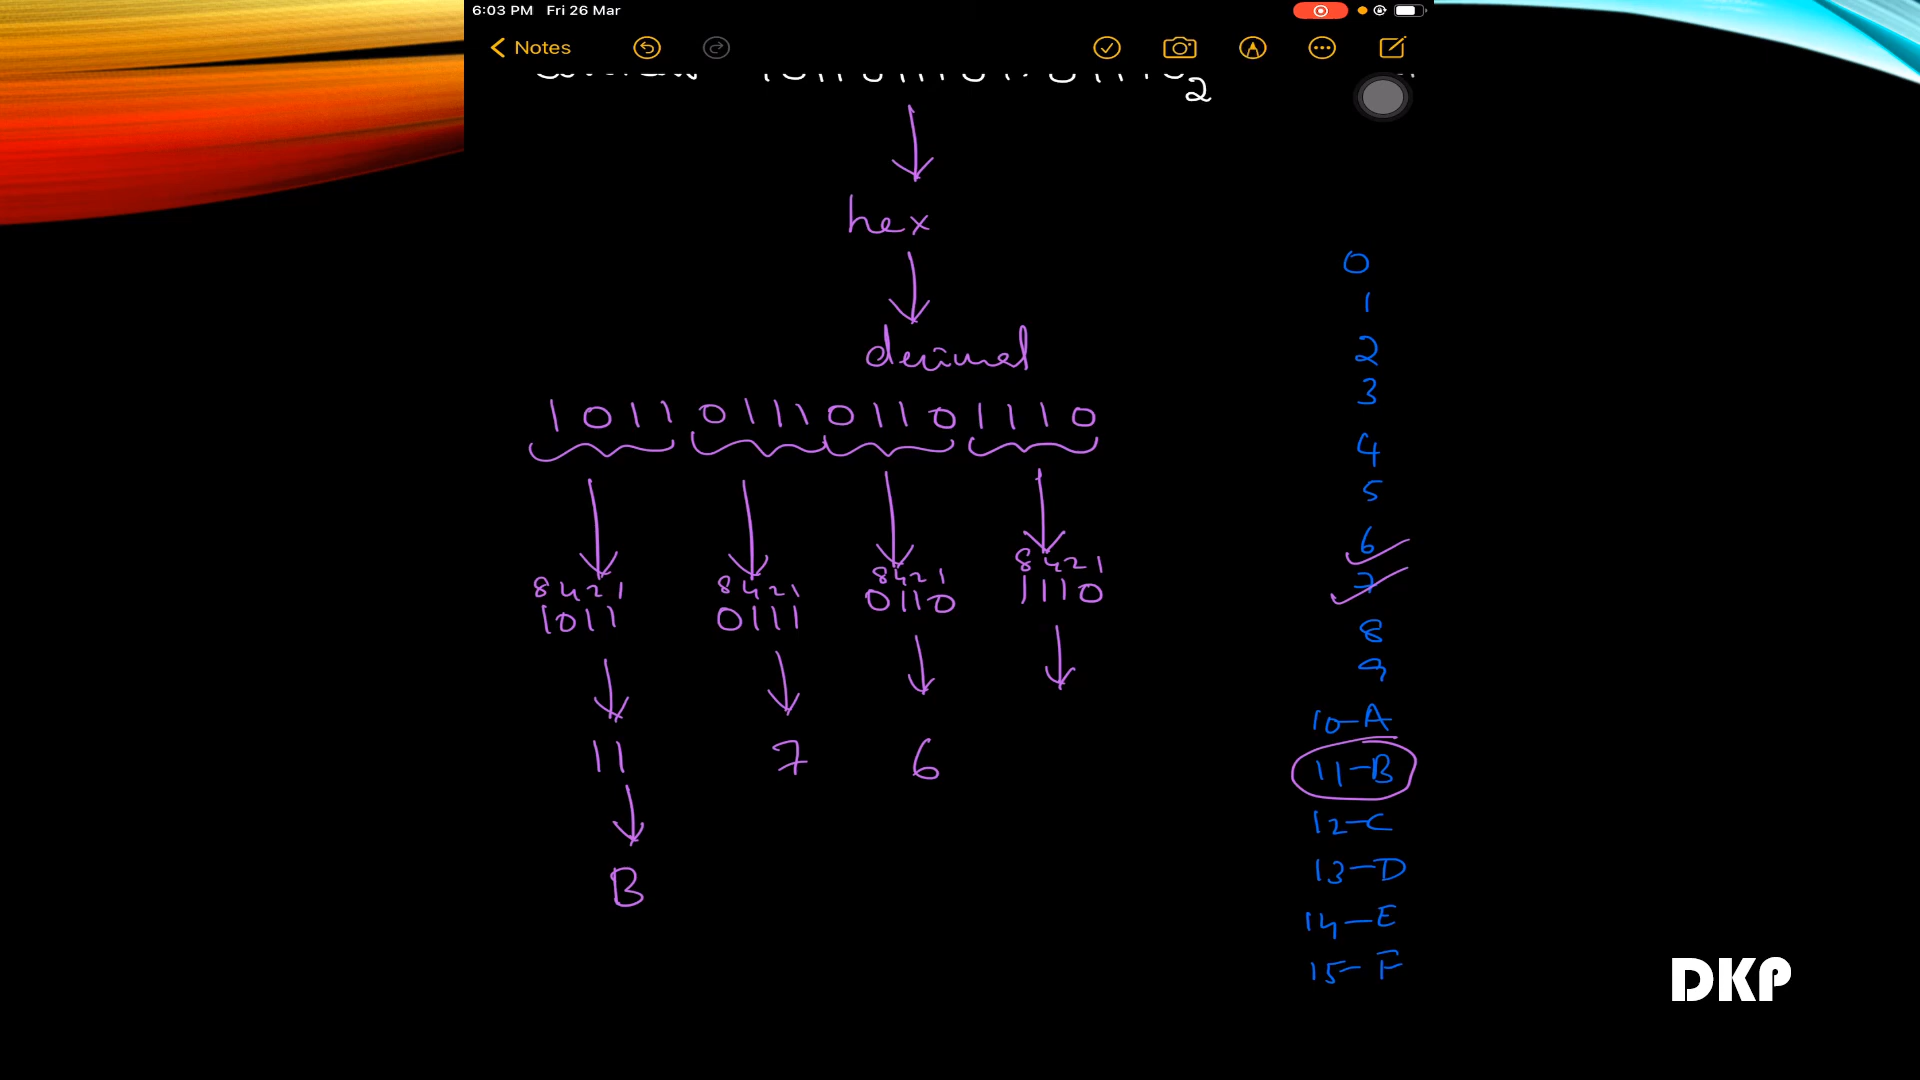 6:03 PM Fri 26 Mar
Notes
2
hex
decimal
1011011101101111 0
8421 8421 8421 8421
1011 0111 0110 1110
11 7 6
B
0
1
2
3
4
5
6
7
8
9
10-A
11-B
12-C
13-D
14-E
15-F
DKP